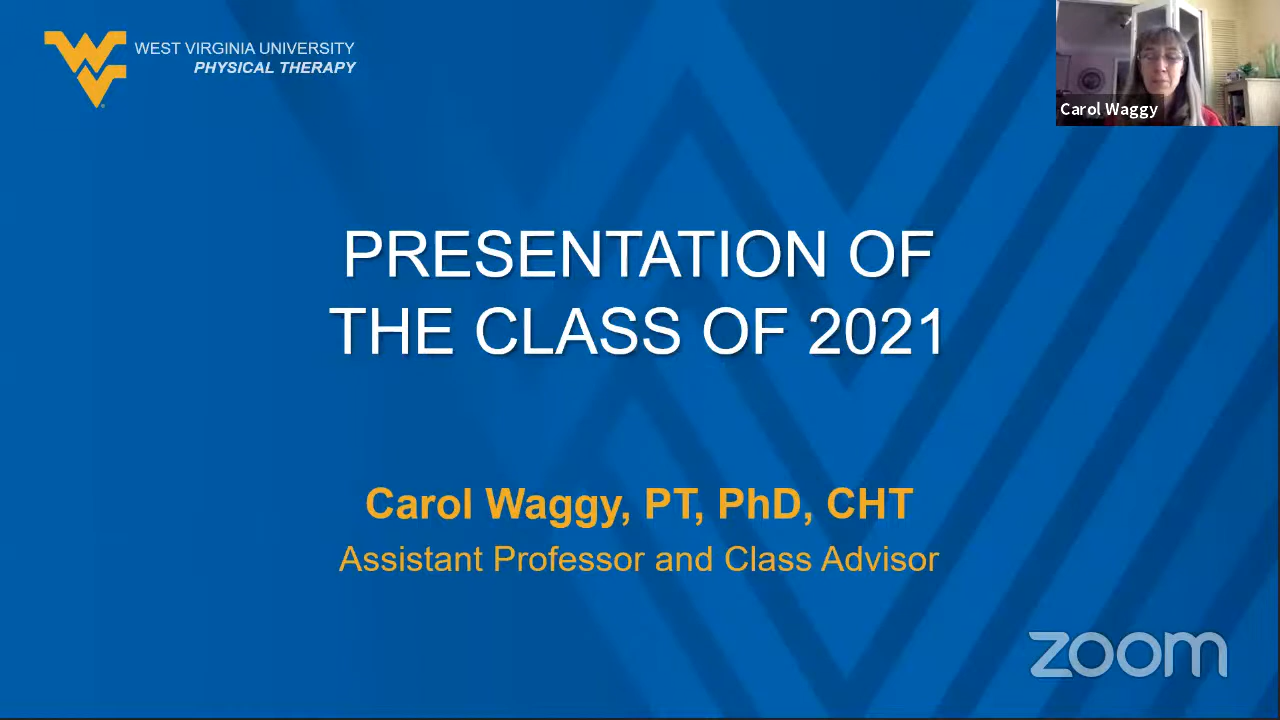 WEST VIRGINIA UNIVERSITY
PHYSICAL THERAPY
Carol Waggy
PRESENTATION OF
THE CLASS OF 2021
Carol Waggy, PT, PhD, CHT
Assistant Professor and Class Advisor
zoom